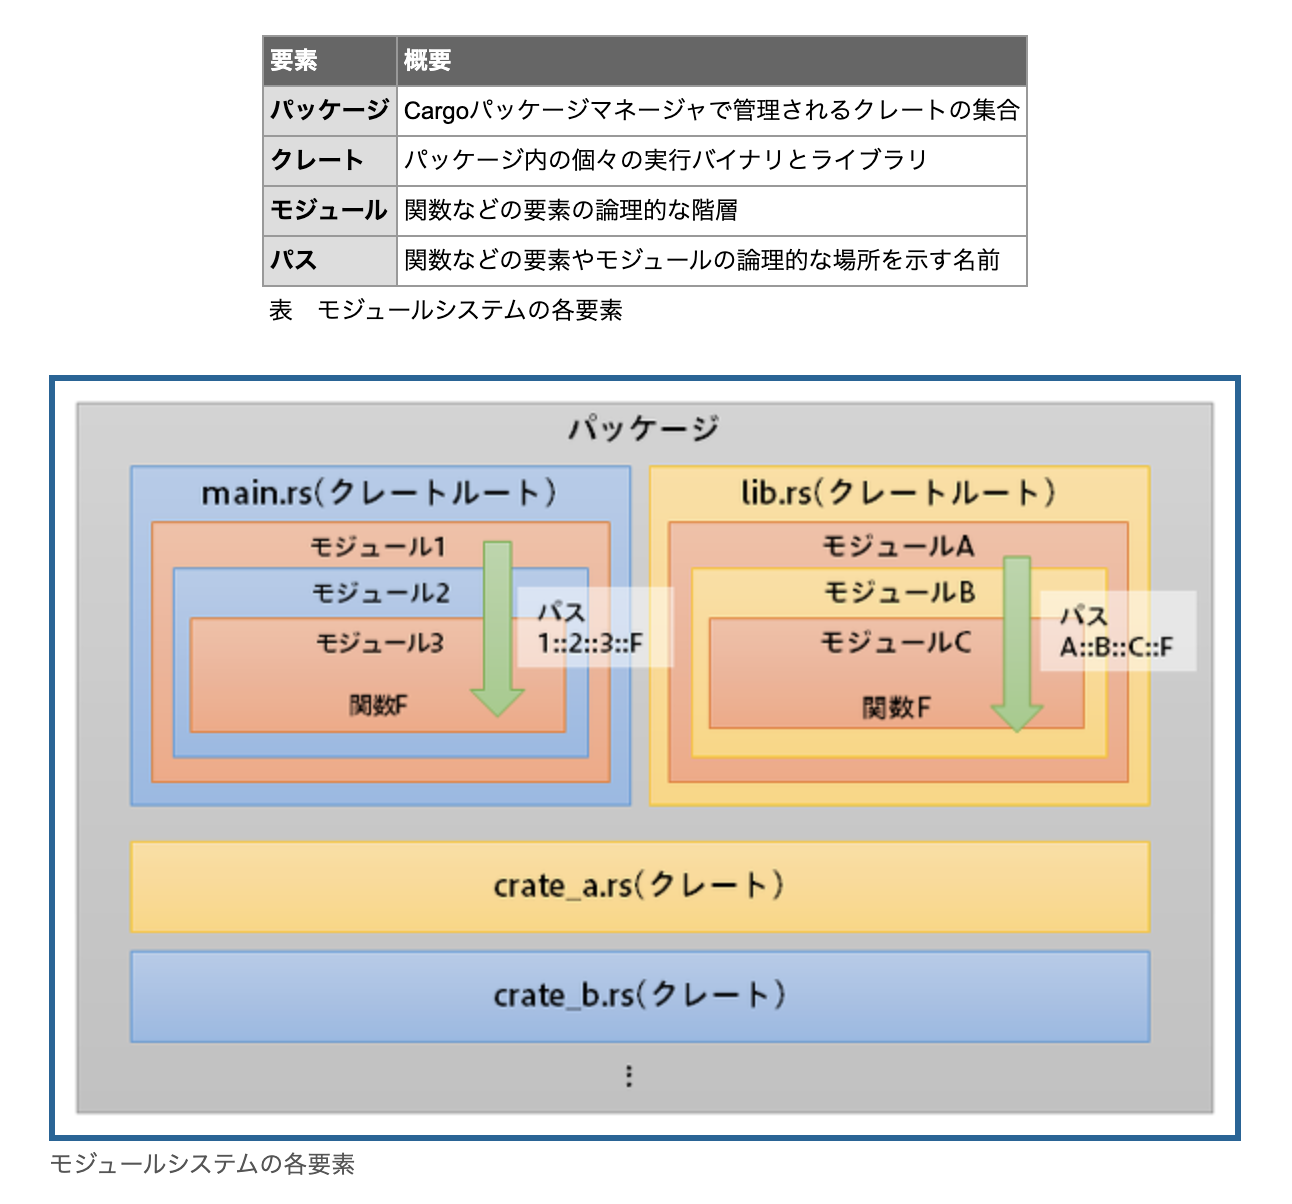 要素 概要
パッケージ Cargoパッケージマネージャで管理されるクレートの集合
クレート パッケージ内の個々の実行バイナリとライブラリ
モジュール 関数などの要素の論理的な階層
パス 関数などの要素やモジュールの論理的な場所を示す名前
表　モジュールシステムの各要素
パッケージ
main.rs(クレートルート)
モジュール1
モジュール2
モジュール3
関数F
パス
1::2::3::F
lib.rs(クレートルート)
モジュールA
モジュールB
モジュールC
関数F
パス
A::B::C::F
crate_a.rs(クレート)
crate_b.rs(クレート)
⋮
モジュールシステムの各要素